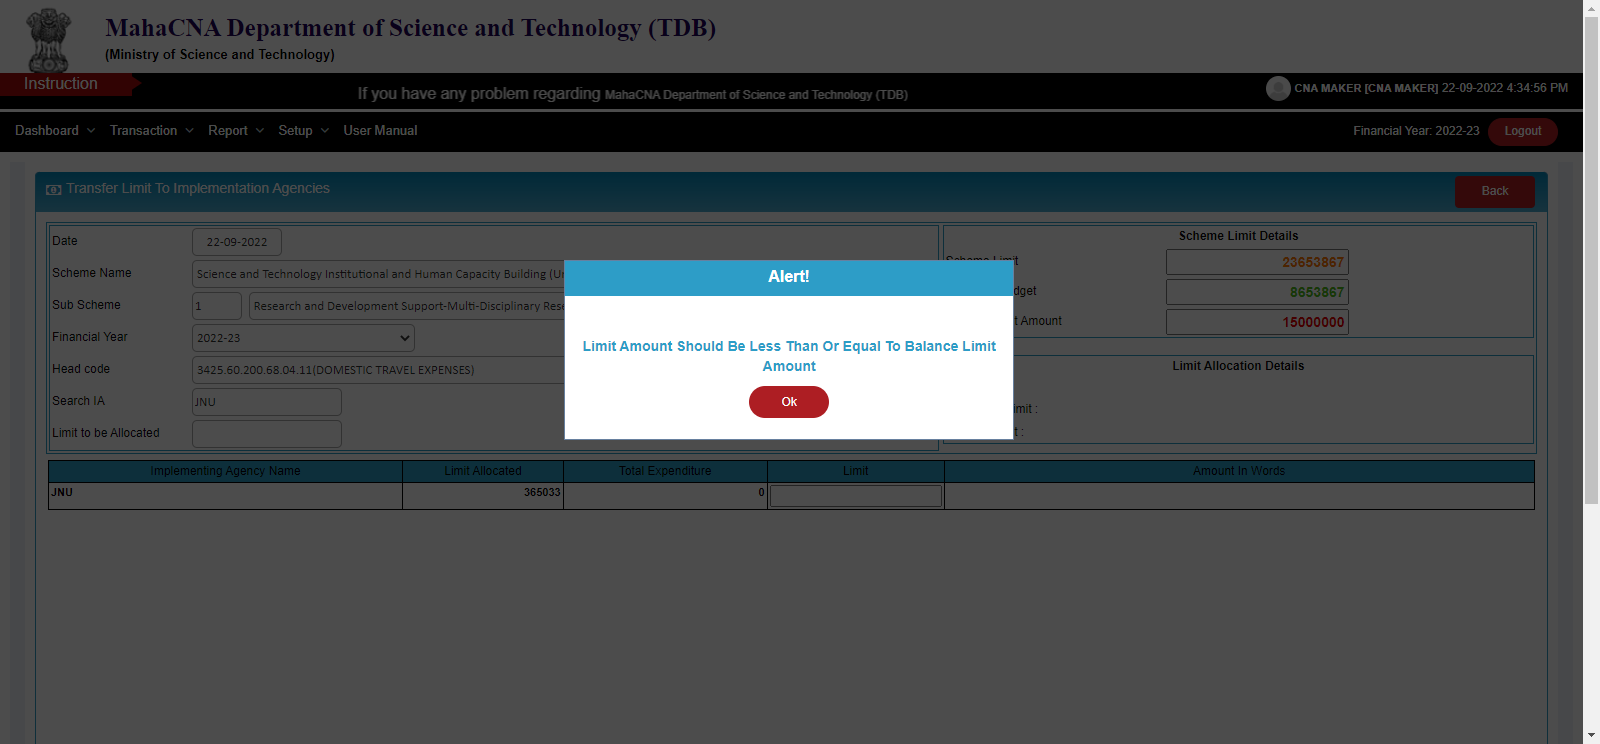 MahaCNA Department of Science and Technology (TDB)
(Ministry of Science and Technology)
Instruction
If you have any problem regarding MahaCNA Department of Science and Technology (TDB)
CNA MAKER [CNA MAKER] 22-09-2022 4:34:56 PM
Dashboard Transaction Report Setup User Manual
Financial Year: 2022-23 Logout
Transfer Limit To Implementation Agencies
Back
Date 22-09-2022
Scheme Name Science and Technology Institutional and Human Capacity Building
Sub Scheme 1 Research and Development Support-Multi-Disciplinary
Financial Year 2022-23
Head code 3425.60.200.68.04.11(DOMESTIC TRAVEL EXPENSES)
Search IA JNU
Limit to be Allocated
Scheme Limit Details
Scheme Limit 23653867
8653867
Amount 15000000
Limit Allocation Details
Alert!
Limit Amount Should Be Less Than Or Equal To Balance Limit
Amount
Ok
Implementing Agency Name Limit Allocated Total Expenditure Limit Amount In Words
JNU 365033 0